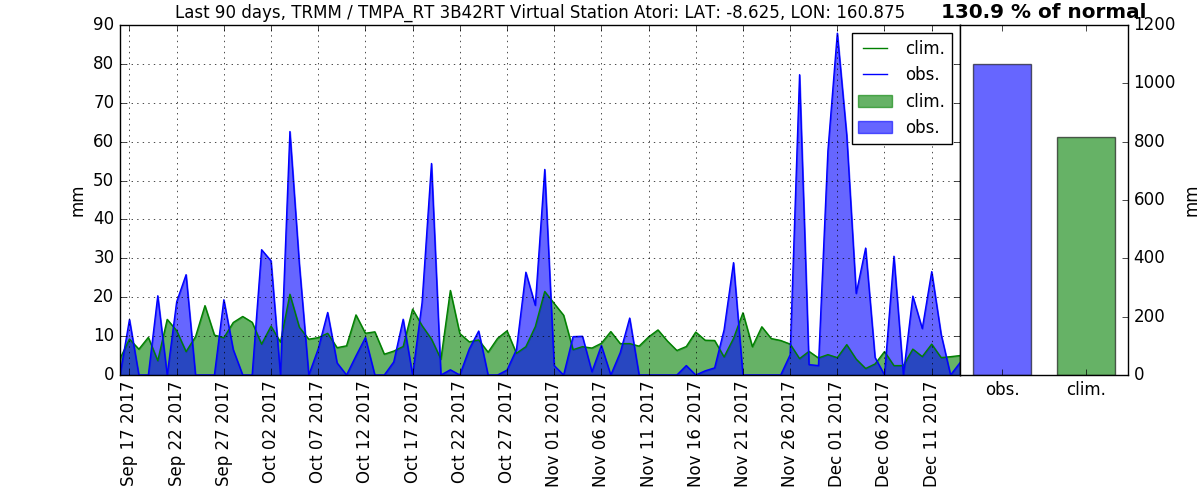 Last 90 days, TRMM / TMPA_RT 3B42RT Virtual Station Atori: LAT: -8.625, LON: 160.875
130.9 % of normal
90
80
70
60
50
40
30
20
10
0
mm
clim.
obs.
clim.
obs.
1200
1000
800
600
400
200
0
mm
Sep 17 2017
Sep 22 2017
Sep 27 2017
Oct 02 2017
Oct 07 2017
Oct 12 2017
Oct 17 2017
Oct 22 2017
Oct 27 2017
Nov 01 2017
Nov 06 2017
Nov 11 2017
Nov 16 2017
Nov 21 2017
Nov 26 2017
Dec 01 2017
Dec 06 2017
Dec 11 2017
obs.
clim.